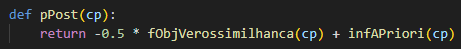 def pPost(cp):
    return -0.5 * fObjVerossimilhanca(cp) + infAPriori(cp)